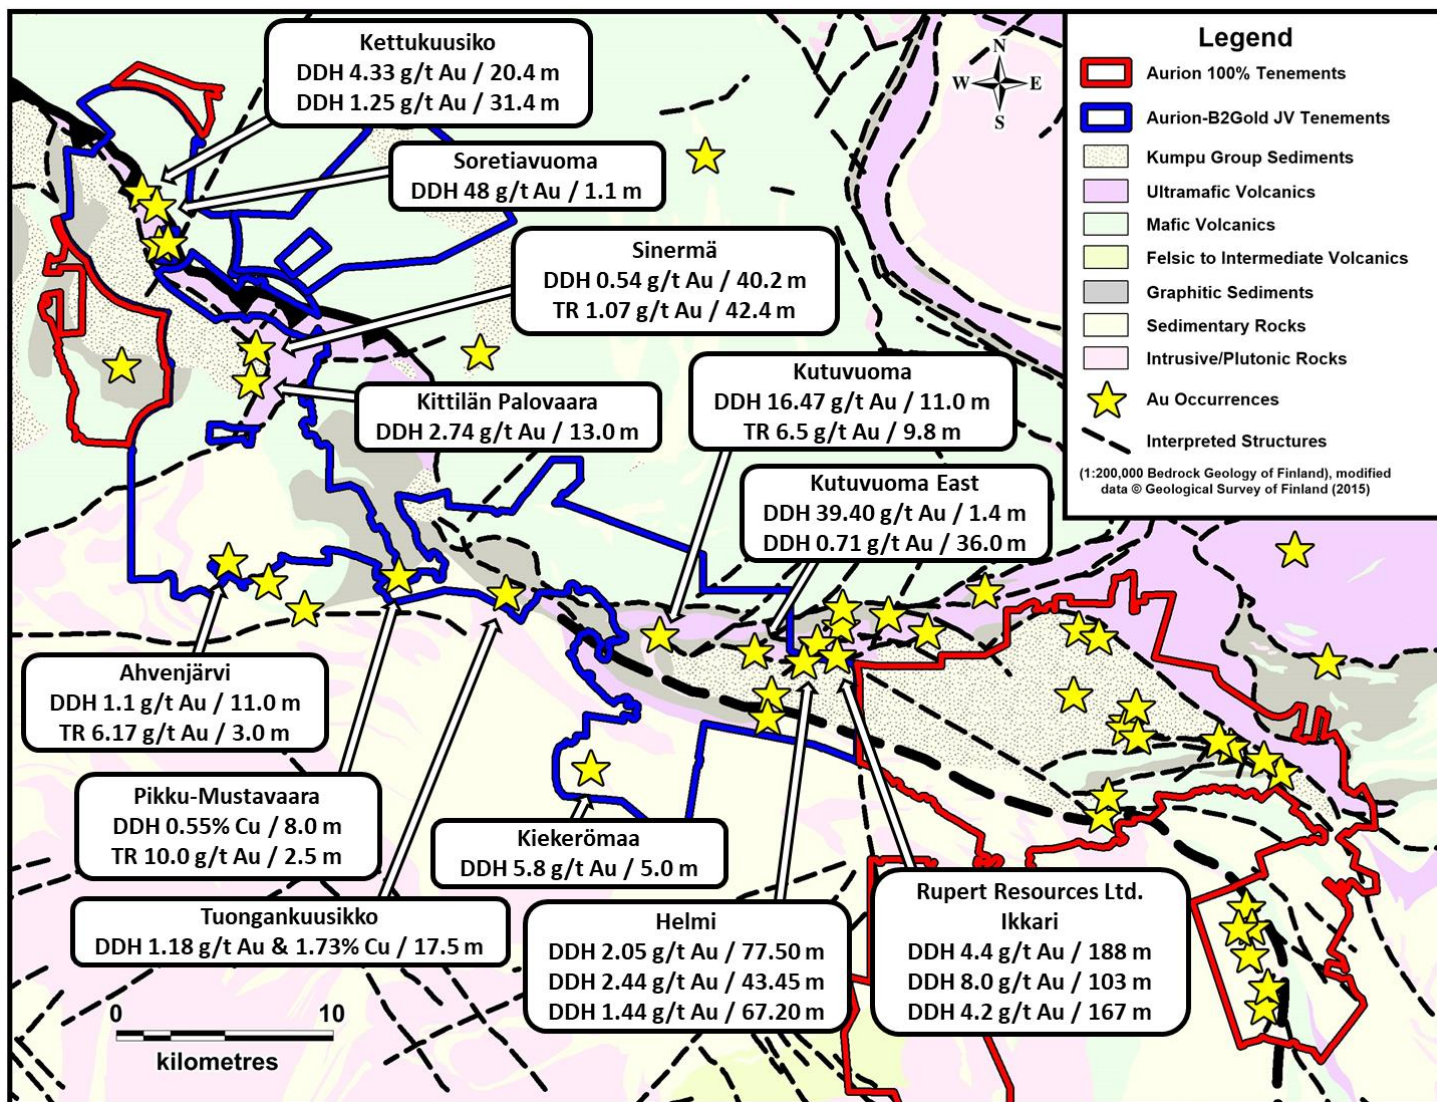 Kettukuusiko
DDH 4.33 g/t Au / 20.4 m
DDH 1.25 g/t Au / 31.4 m
Soretiavuoma
DDH 48 g/t Au / 1.1 m
Sinermä
DDH 0.54 g/t Au / 40.2 m
TR 1.07 g/t Au / 42.4 m
Kittilän Palovaara
DDH 2.74 g/t Au / 13.0 m
Kutuvuoma
DDH 16.47 g/t Au / 11.0 m
TR 6.5 g/t Au / 9.8 m
Kutuvuoma East
DDH 39.40 g/t Au / 1.4 m
DDH 0.71 g/t Au / 36.0 m
N
W
E
S
Legend
Aurion 100% Tenements
Aurion-B2Gold JV Tenements
Kumpu Group Sediments
Ultramafic Volcanics
Mafic Volcanics
Felsic to Intermediate Volcanics
Graphitic Sediments
Sedimentary Rocks
Intrusive/Plutonic Rocks
Au Occurrences
Interpreted Structures
(1:200,000 Bedrock Geology of Finland), modified
data © Geological Survey of Finland (2015)
Ahvenjärvi
DDH 1.1 g/t Au / 11.0 m
TR 6.17 g/t Au / 3.0 m
Pikku-Mustavaara
DDH 0.55% Cu / 8.0 m
TR 10.0 g/t Au / 2.5 m
Tuongankuusikko
DDH 1.18 g/t Au & 1.73% Cu / 17.5 m
Kiekerömaa
DDH 5.8 g/t Au / 5.0 m
Helmi
DDH 2.05 g/t Au / 77.50 m
DDH 2.44 g/t Au / 43.45 m
DDH 1.44 g/t Au / 67.20 m
Rupert Resources Ltd.
Ikkari
DDH 4.4 g/t Au / 188 m
DDH 8.0 g/t Au / 103 m
DDH 4.2 g/t Au / 167 m
0 10
kilometres